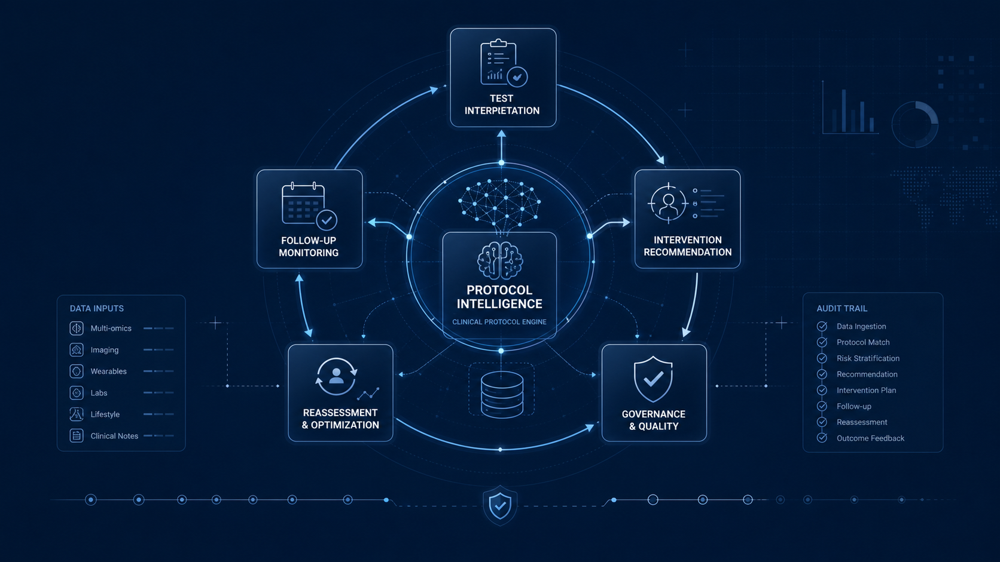 TEST
INTERPRETATION
FOLLOW-UP
MONITORING
INTERVENTION
RECOMMENDATION
PROTOCOL
INTELLIGENCE
CLINICAL PROTOCOL ENGINE
DATA INPUTS
Multi-omics
Imaging
Wearables
Labs
Lifestyle
Clinical Notes
REASSESSMENT
& OPTIMIZATION
GOVERNANCE
& QUALITY
AUDIT TRAIL
Data Ingestion
Protocol Match
Risk Stratification
Recommendation
Intervention Plan
Follow-up
Reassessment
Outcome Feedback